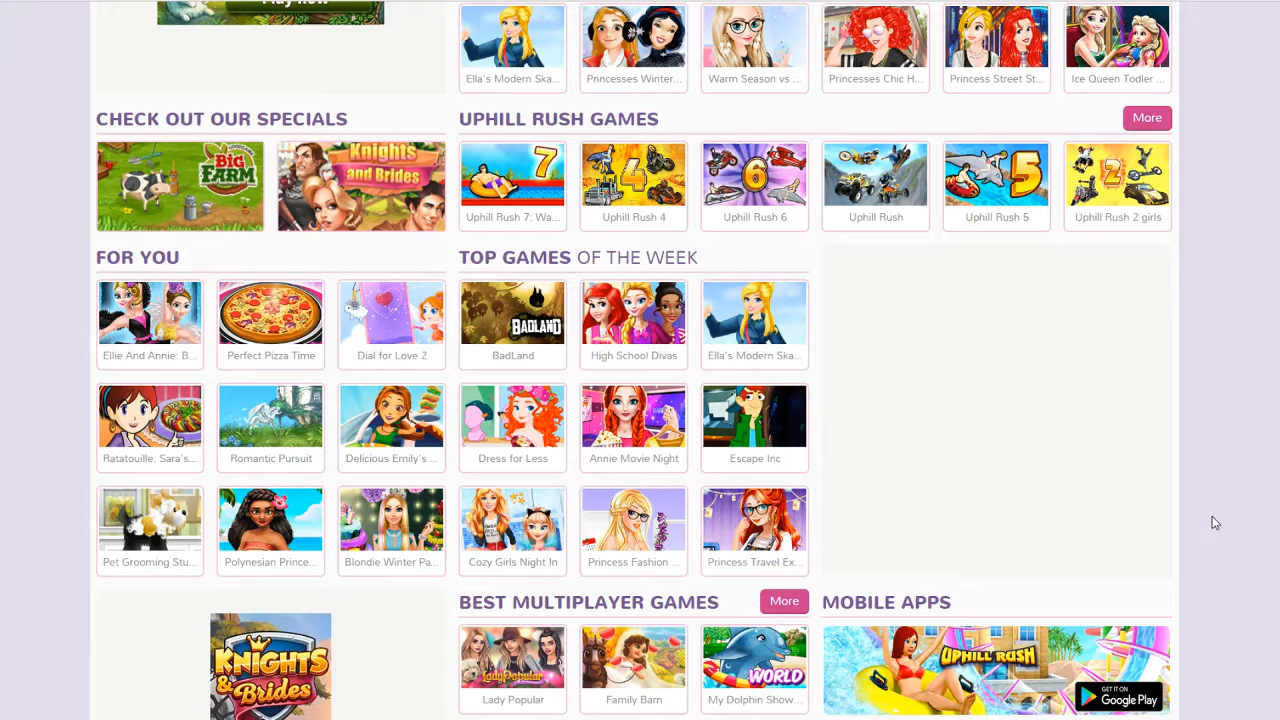 Play now
Ella's Modern Ska...
Princesses Winter...
Warm Season vs ...
Princesses Chic H...
Princess Street St...
Ice Queen Todler ...
CHECK OUT OUR SPECIALS
GOODGAME
BIG FARM
Knights
and Brides
UPHILL RUSH GAMES
More
7
Uphill Rush 7: Wa...
4
Uphill Rush 4
6
Uphill Rush 6
Uphill Rush
5
Uphill Rush 5
2
Uphill Rush 2 girls
FOR YOU
Ellie And Annie: B...
Perfect Pizza Time
Dial for Love 2
Ratatouille: Sara's...
Romantic Pursuit
Delicious Emily's ...
Pet Grooming Stu...
Polynesian Prince...
Blondie Winter Pa...
TOP GAMES OF THE WEEK
BADLAND
BadLand
High School Divas
Ella's Modern Ska...
Dress for Less
Annie Movie Night
Escape Inc
Cozy Girls Night In
Princess Fashion ...
Princess Travel Ex...
KNIGHTS
& Brides
BEST MULTIPLAYER GAMES
More
LadyPopular
Lady Popular
Family Barn
WORLD
My Dolphin Show...
MOBILE APPS
UPHILL RUSH
GET IT ON
Google Play